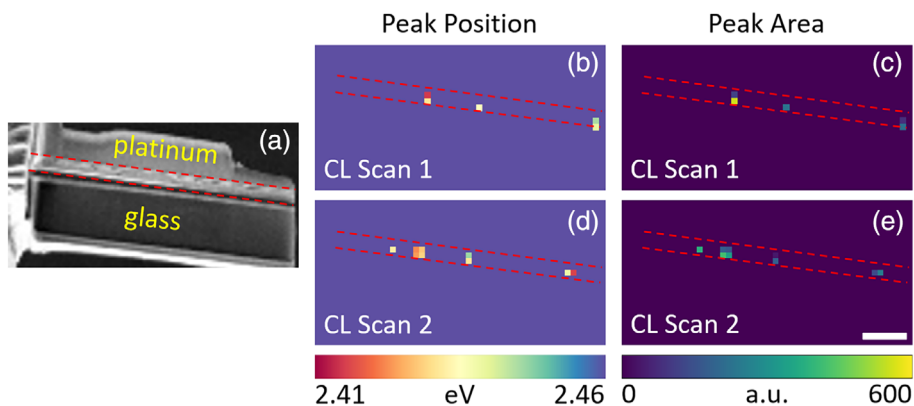 Peak Position
Peak Area
(a)
platinum
glass
(b)
CL Scan 1
(c)
CL Scan 1
(d)
CL Scan 2
(e)
CL Scan 2
2.41 eV 2.46
0 a.u. 600